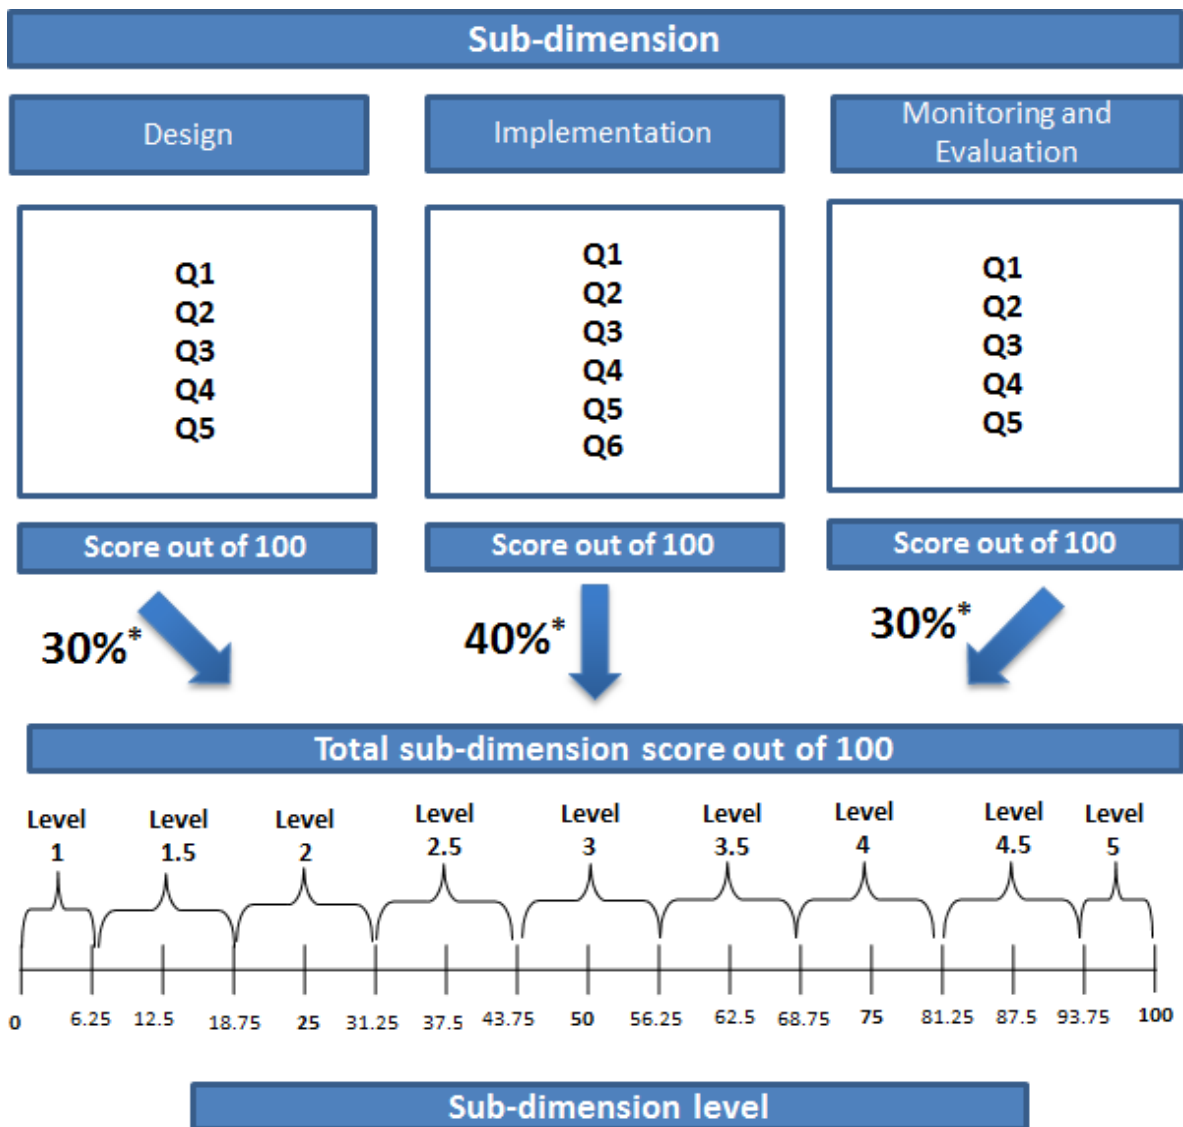 Sub-dimension
Design
Implementation
Monitoring and
Evaluation
Q1
Q2
Q3
Q4
Q5
Q1
Q2
Q3
Q4
Q5
Q6
Q1
Q2
Q3
Q4
Q5
Score out of 100
Score out of 100
Score out of 100
30%*
40%*
30%*
Total sub-dimension score out of 100
Level
1
Level
1.5
Level
2
Level
2.5
Level
3
Level
3.5
Level
4
Level
4.5
Level
5
0 6.25 12.5 18.75 25 31.25 37.5 43.75 50 56.25 62.5 68.75 75 81.25 87.5 93.75 100
Sub-dimension level